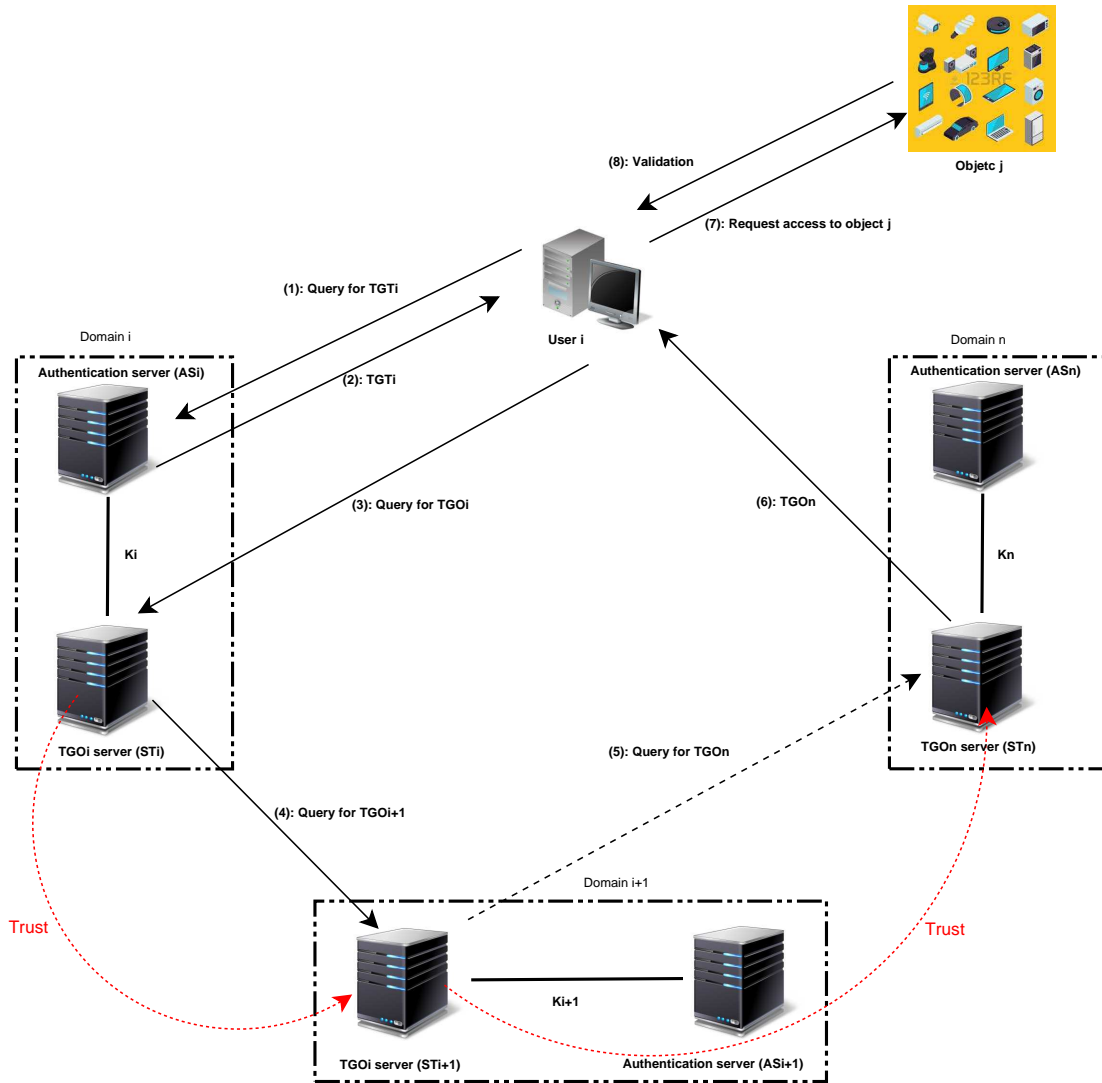 123RF
(8): Validation
Objetc j
(7): Request access to object j
(1): Query for TGTi
User i
Domain i
Domain n
Authentication server (ASi)
(2): TGTi
Authentication server (ASn)
(3): Query for TGOi
(6): TGOn
Ki
Kn
TGOi server (STi)
(5): Query for TGOn
TGOn server (STn)
(4): Query for TGOi+1
Domain i+1
Trust
Trust
Ki+1
TGOi server (STi+1)
Authentication server (ASi+1)